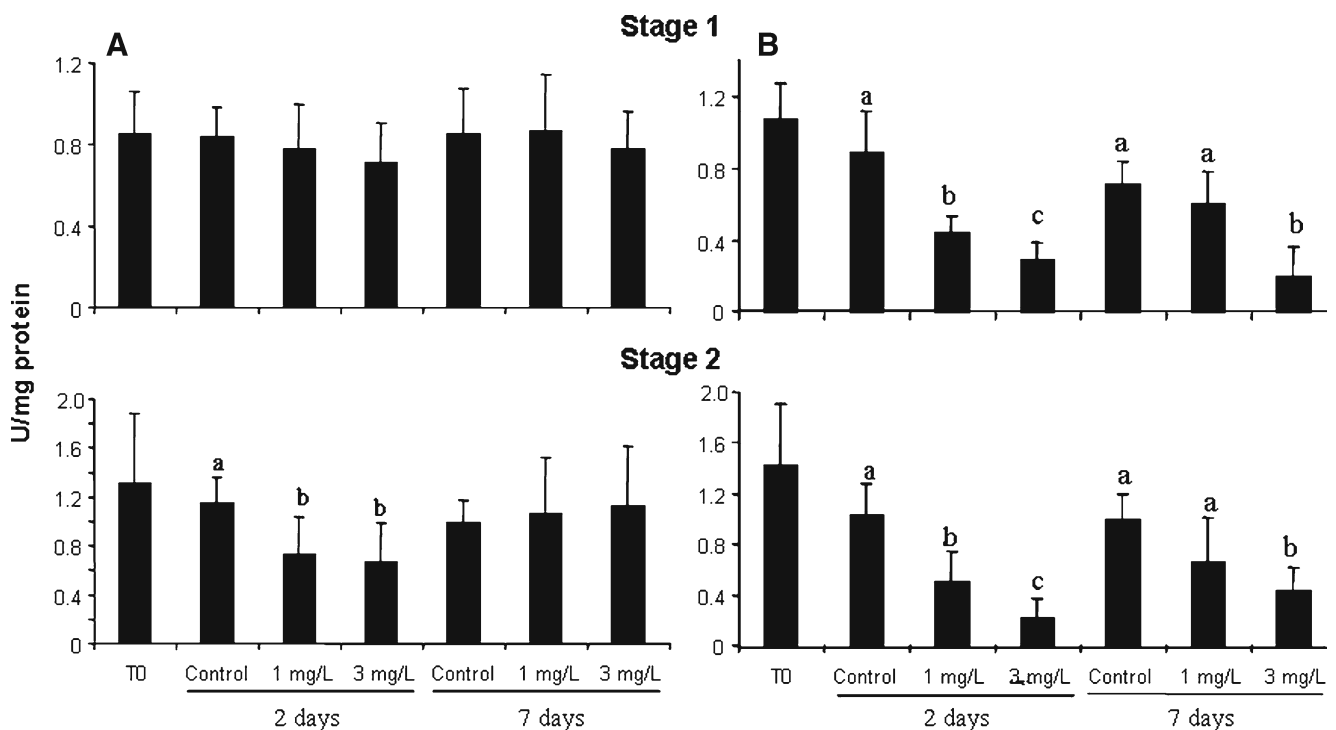 Stage 1
A
B
1.2
0.8
0.4
0
1.2
0.8
0.4
0
a
b
c
a
a
b
U/mg protein
Stage 2
2.0
1.6
1.2
0.8
0.4
0
a
b
b
2.0
1.6
1.2
0.8
0.4
0
a
b
c
a
a
b
T0 Control 1 mg/L 3 mg/L Control 1 mg/L 3 mg/L
2 days 7 days
T0 Control 1 mg/L 3 mg/L Control 1 mg/L 3 mg/L
2 days 7 days